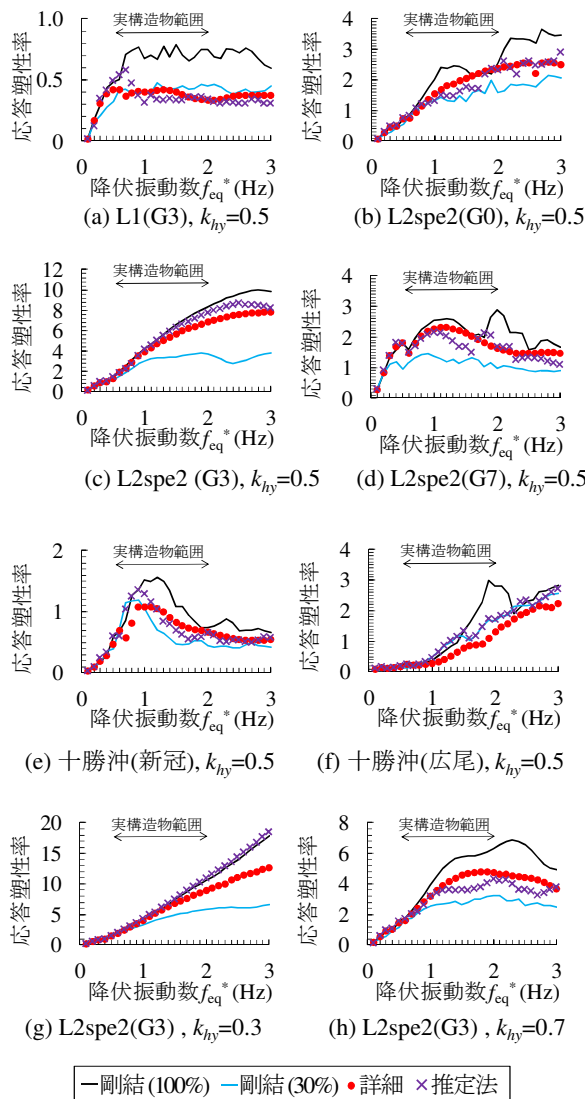 実構造物範囲
1.0
0.5
0
応答塑性率
0 1 2 3
降伏振動数feq*(Hz)
(a) L1(G3), khy=0.5
実構造物範囲
4
3
2
1
0
応答塑性率
0 1 2 3
降伏振動数feq*(Hz)
(b) L2spe2(G0), khy=0.5
実構造物範囲
12
10
8
6
4
2
0
応答塑性率
0 1 2 3
降伏振動数feq*(Hz)
(c) L2spe2 (G3), khy=0.5
実構造物範囲
4
3
2
1
0
応答塑性率
0 1 2 3
降伏振動数feq*(Hz)
(d) L2spe2(G7), khy=0.5
実構造物範囲
2
1
0
応答塑性率
0 1 2 3
降伏振動数feq*(Hz)
(e) 十勝沖(新冠), khy=0.5
実構造物範囲
4
3
2
1
0
応答塑性率
0 1 2 3
降伏振動数feq*(Hz)
(f) 十勝沖(広尾), khy=0.5
実構造物範囲
20
15
10
5
0
応答塑性率
0 1 2 3
降伏振動数feq*(Hz)
(g) L2spe2(G3) , khy=0.3
実構造物範囲
8
6
4
2
0
応答塑性率
0 1 2 3
降伏振動数feq*(Hz)
(h) L2spe2(G3) , khy=0.7
剛結(100%) 剛結(30%) 詳細 推定法